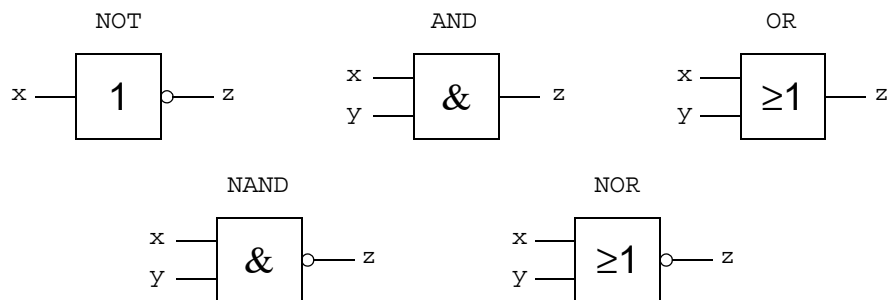 NOT AND OR
x 1 z
x y & z
x y ≥1 z
NAND NOR
x y & z
x y ≥1 z